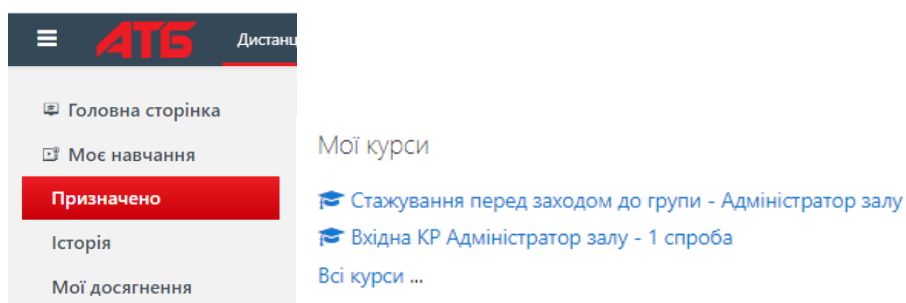 АТБ
Дистанц
Головна сторінка
Моє навчання
Призначено
Історія
Мої досягнення
Мої курси
Стажування перед заходом до групи - Адміністратор залу
Вхідна КР Адміністратор залу - 1 спроба
Всі курси ...